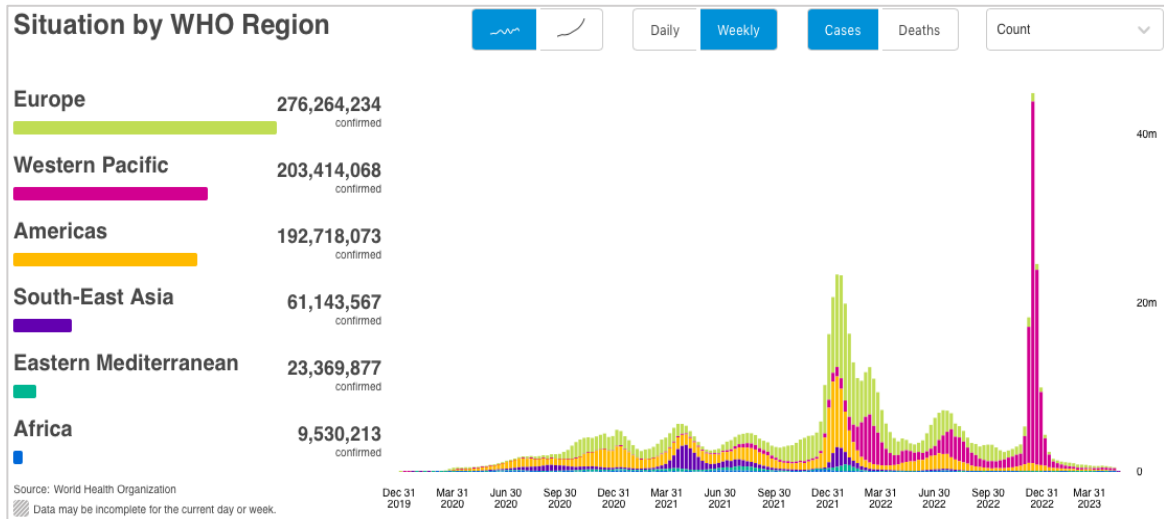 Situation by WHO Region
Daily
Weekly
Cases
Deaths
Count
Europe
276,264,234
confirmed
Western Pacific
203,414,068
confirmed
Americas
192,718,073
confirmed
South-East Asia
61,143,567
confirmed
Eastern Mediterranean
23,369,877
confirmed
Africa
9,530,213
confirmed
40m
20m
0
Dec 31 2019
Mar 31 2020
Jun 30 2020
Sep 30 2020
Dec 31 2020
Mar 31 2021
Jun 30 2021
Sep 30 2021
Dec 31 2021
Mar 31 2022
Jun 30 2022
Sep 30 2022
Dec 31 2022
Mar 31 2023
Source: World Health Organization
Data may be incomplete for the current day or week.